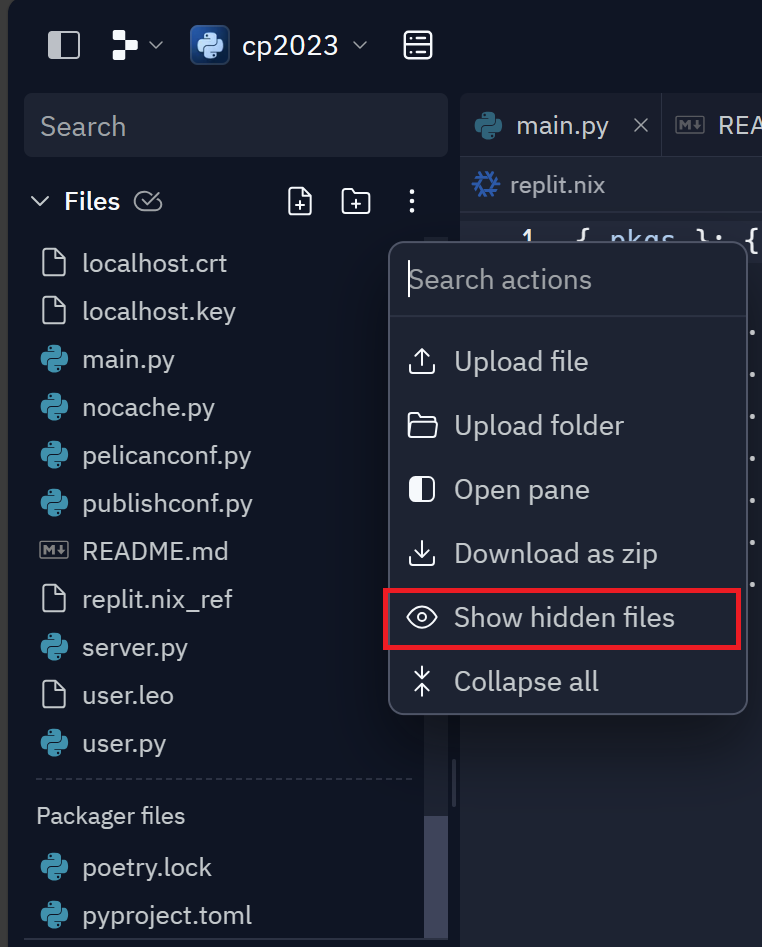 cp2023
Search
main.py
REA
Files
replit.nix
1 { pkgs }: {
localhost.crt
localhost.key
main.py
nocache.py
pelicanconf.py
publishconf.py
README.md
replit.nix_ref
server.py
user.leo
user.py
Packager files
poetry.lock
pyproject.toml
Search actions
Upload file
Upload folder
Open pane
Download as zip
Show hidden files
Collapse all